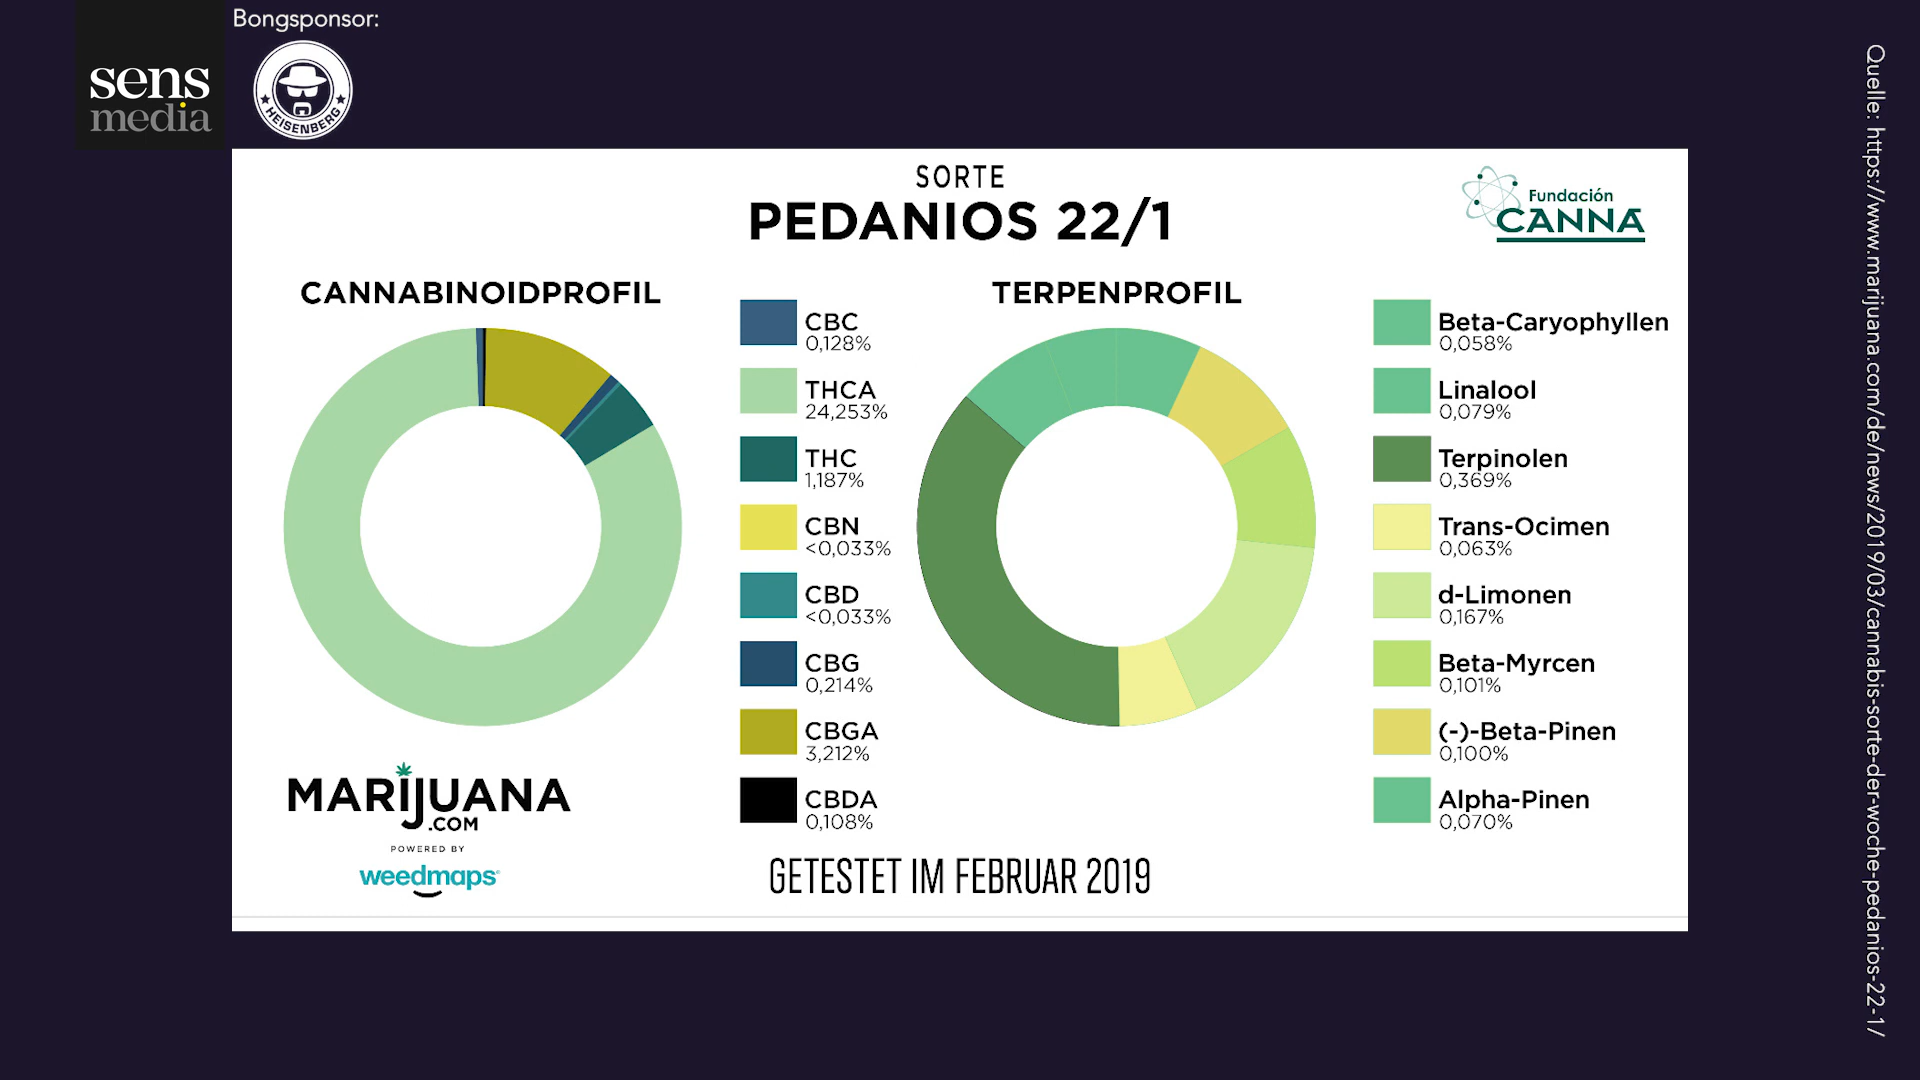 Bongsponsor:
sens
media
HEISENBERG
SORTE
PEDANIOS 22/1
Fundación
CANNA
CANNABINOIDPROFIL
CBC
0,128%
THCA
24,253%
THC
1,187%
CBN
<0,033%
CBD
<0,033%
CBG
0,214%
CBGA
3,212%
CBDA
0,108%
TERPENPROFIL
Beta-Caryophyllen
0,058%
Linalool
0,079%
Terpinolen
0,369%
Trans-Ocimen
0,063%
d-Limonen
0,167%
Beta-Myrcen
0,101%
(-)-Beta-Pinen
0,100%
Alpha-Pinen
0,070%
MARIJUANA
.COM
POWERED BY
weedmaps
GETESTET IM FEBRUAR 2019
Quelle: https://www.marijuana.com/de/news/2019/03/cannabis-sorte-der-woche-pedanios-22-1/